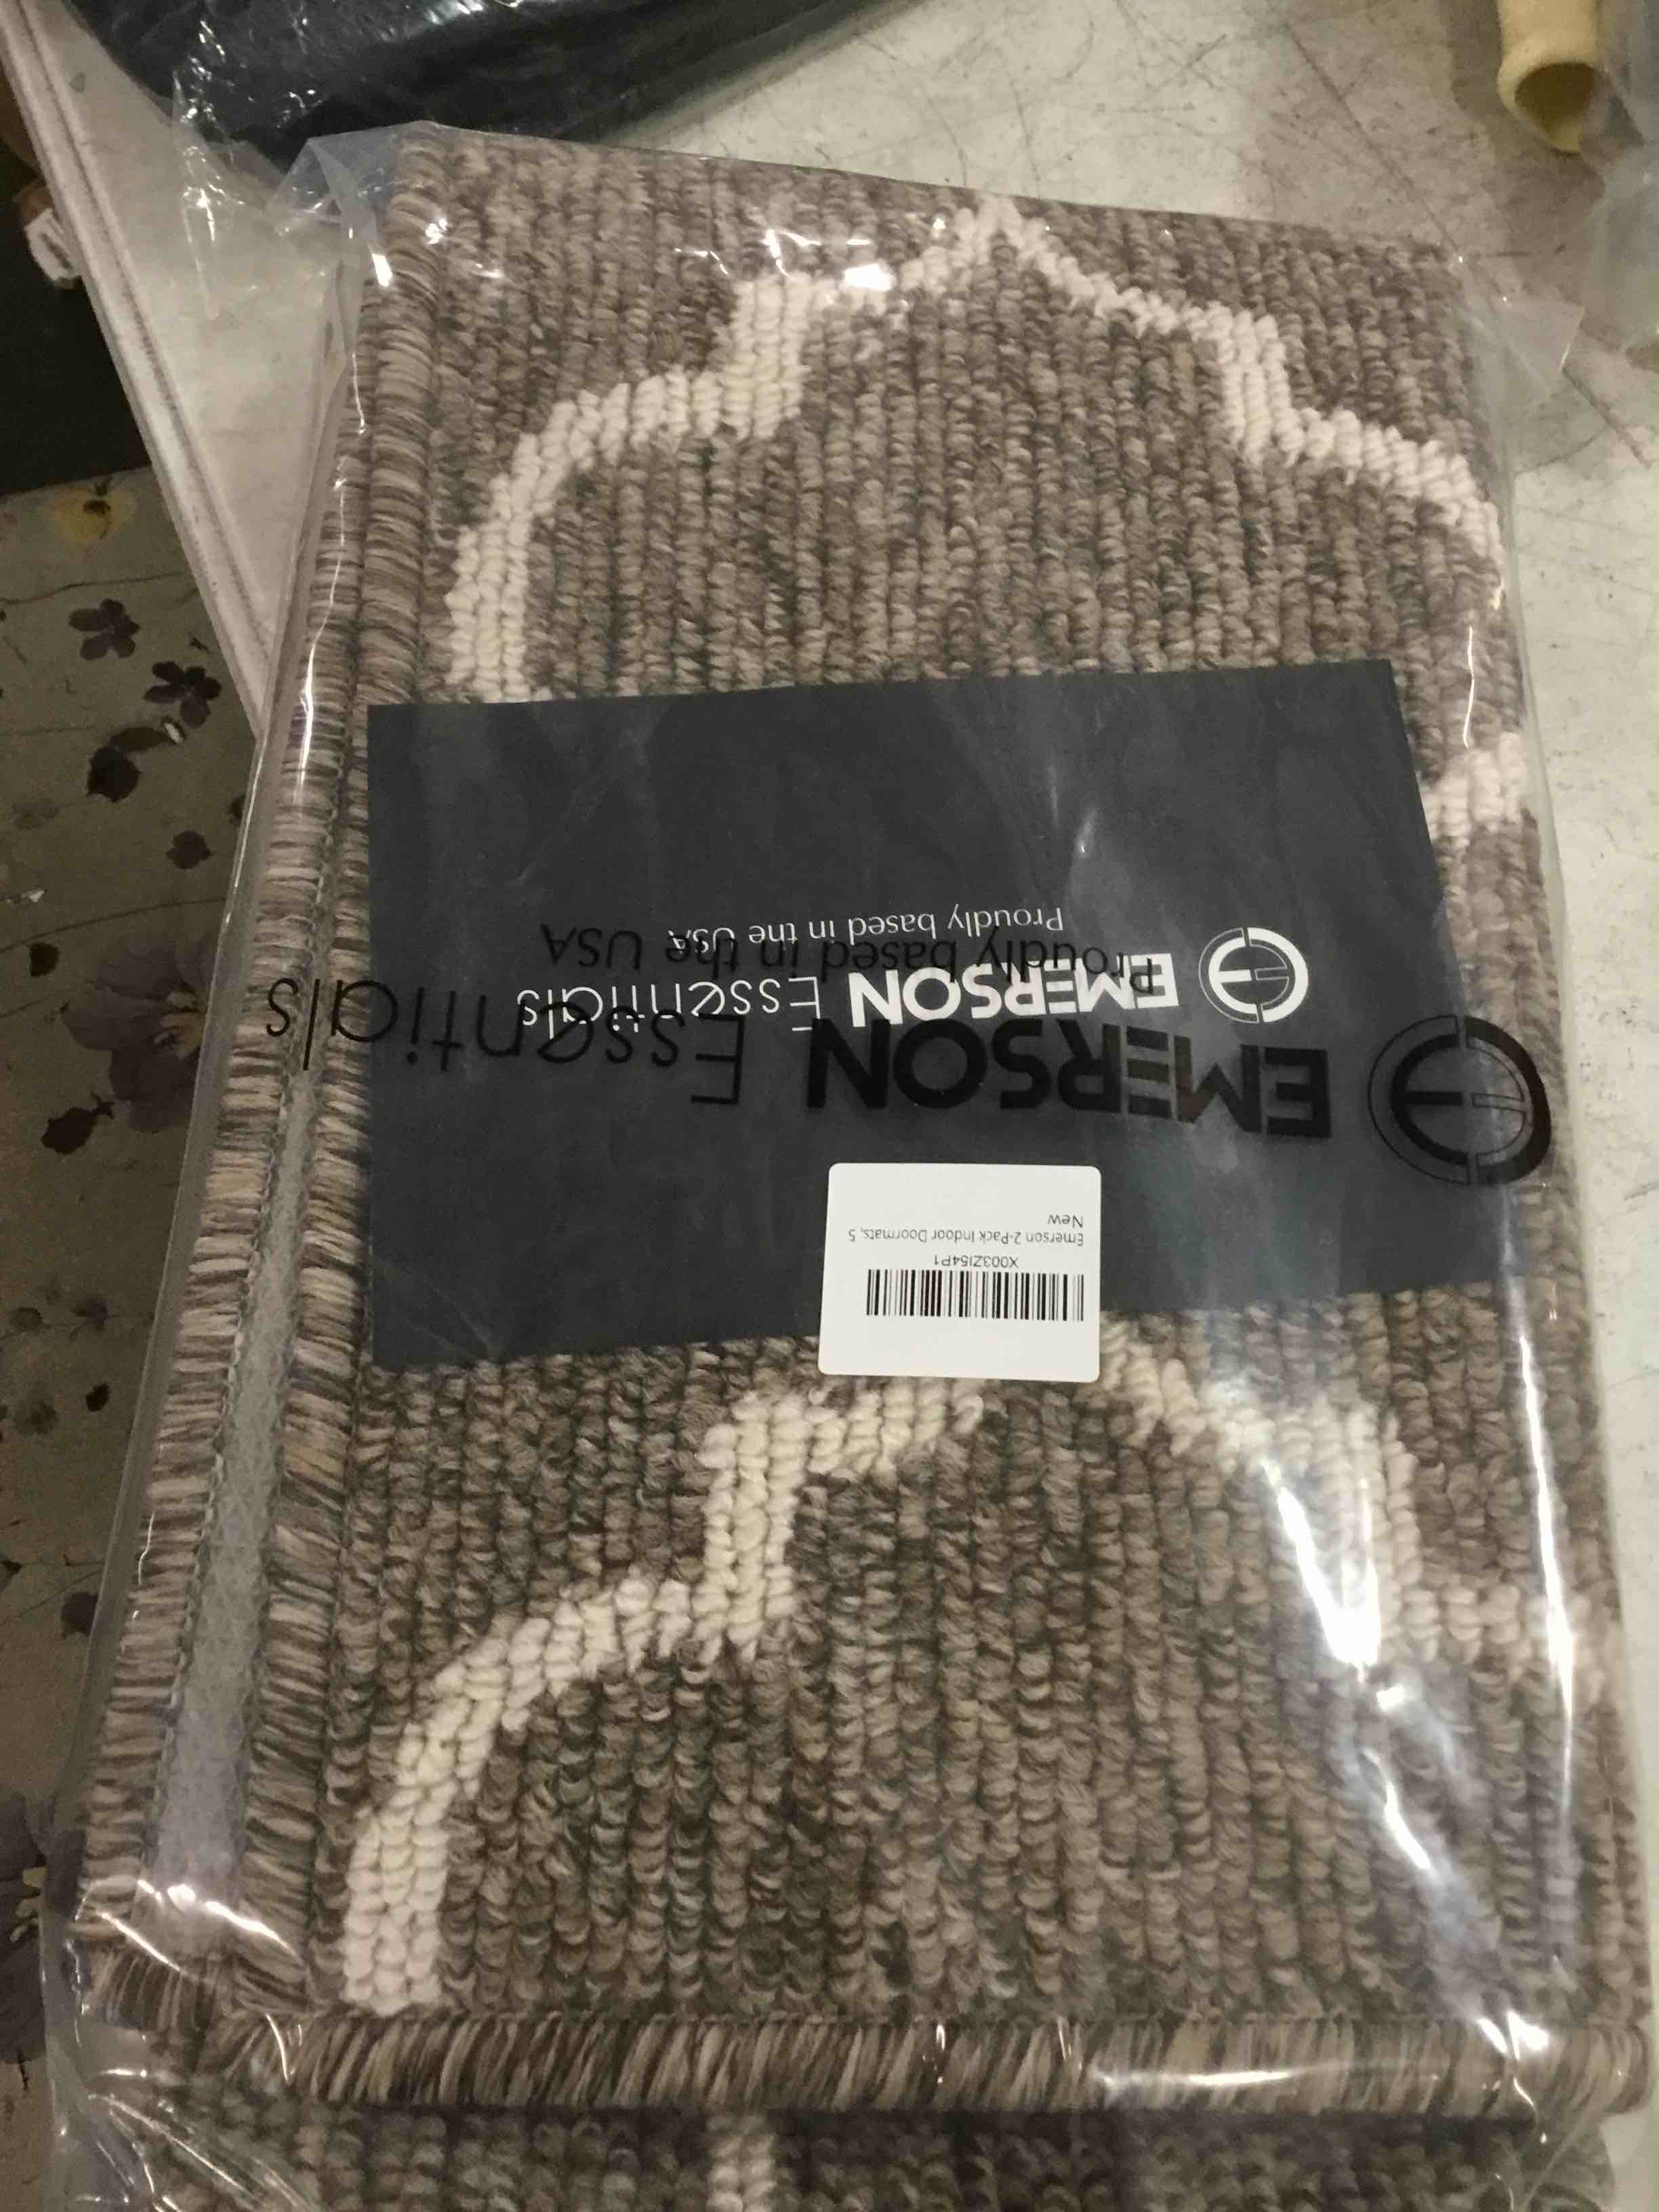 EMERSON Essentials
Proudly based in the USA
EMERSON Essentials
Proudly based in the USA
X003ZI54P1
Emerson 2-Pack Indoor Doormats, 5
New